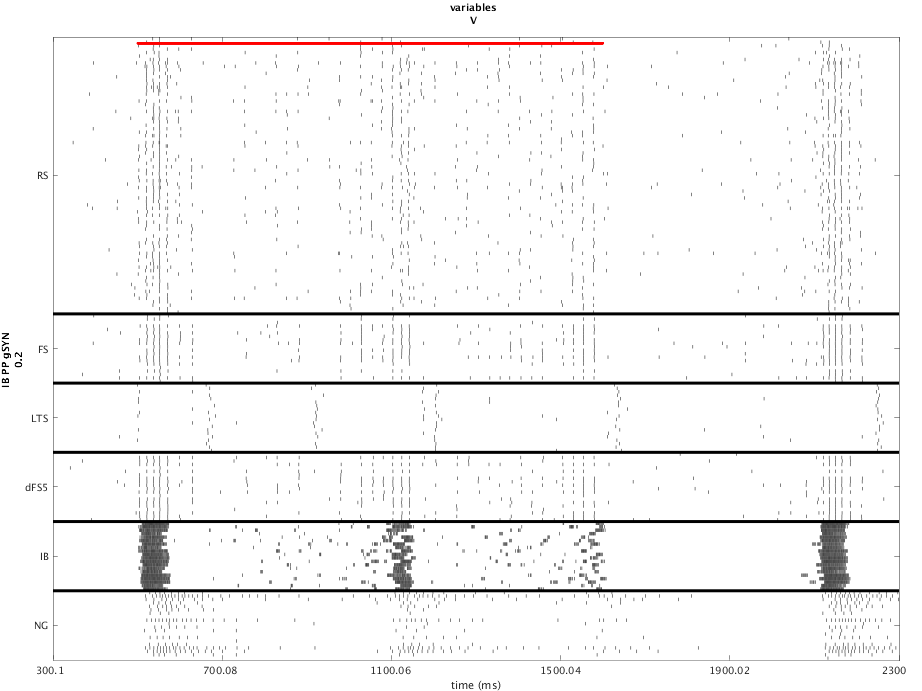 variables
V
RS
FS
LTS
dFS5
IB
NG
IB PP gSYN
0.2
300.1
700.08
1100.06
1500.04
1900.02
2300
time (ms)